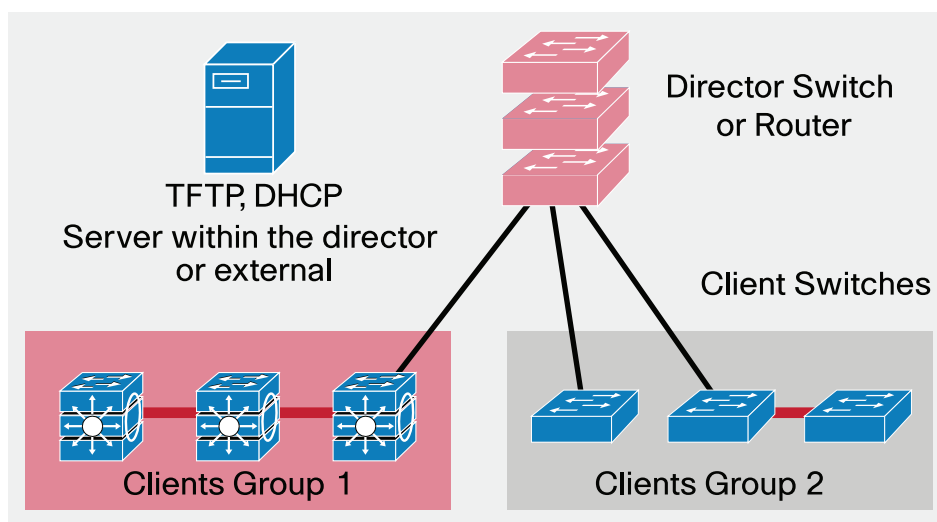 TFTP, DHCP
Server within the director
or external
Director Switch
or Router
Client Switches
Clients Group 1
Clients Group 2